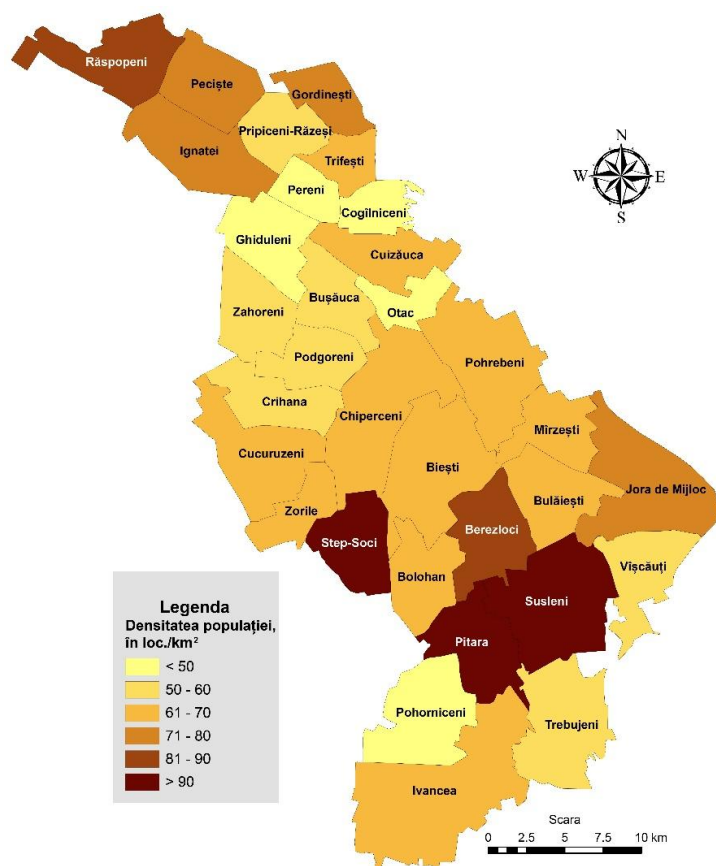 Răspopeni
Peciște
Gordinești
Pripiceni-Răzeși
Ignatei
Trifești
Pereni
Cogîlniceni
Ghiduleni
Cuizăuca
Bușăuca
Zahoreni
Otac
Podgoreni
Pohrebeni
Crihana
Chiperceni
Mîrzești
Cucuruzeni
Biești
Jora de Mijloc
Bulăiești
Zorile
Berezloci
Step-Soci
Vîșcăuți
Bolohan
Susleni
Pitara
Pohorniceni
Trebujeni
Ivancea
N
W E
S
Legenda
Densitatea populației,
în loc./km²
< 50
50 - 60
61 - 70
71 - 80
81 - 90
> 90
Scara
0 2.5 5 7.5 10 km